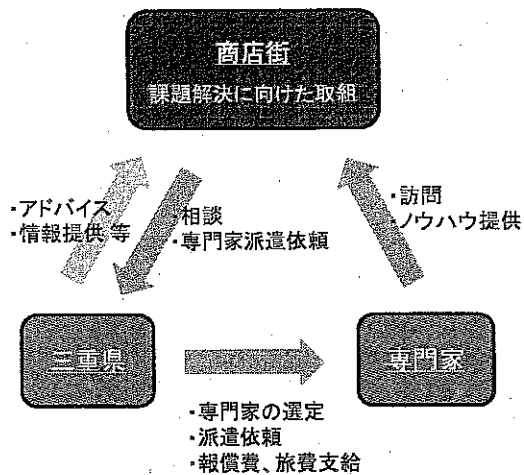 商店街
課題解決に向けた取組
・アドバイス
・情報提供 等
・相談
・専門家派遣依頼
・訪問
・ノウハウ提供
三重県
専門家
・専門家の選定
・派遣依頼
・報償費、旅費支給